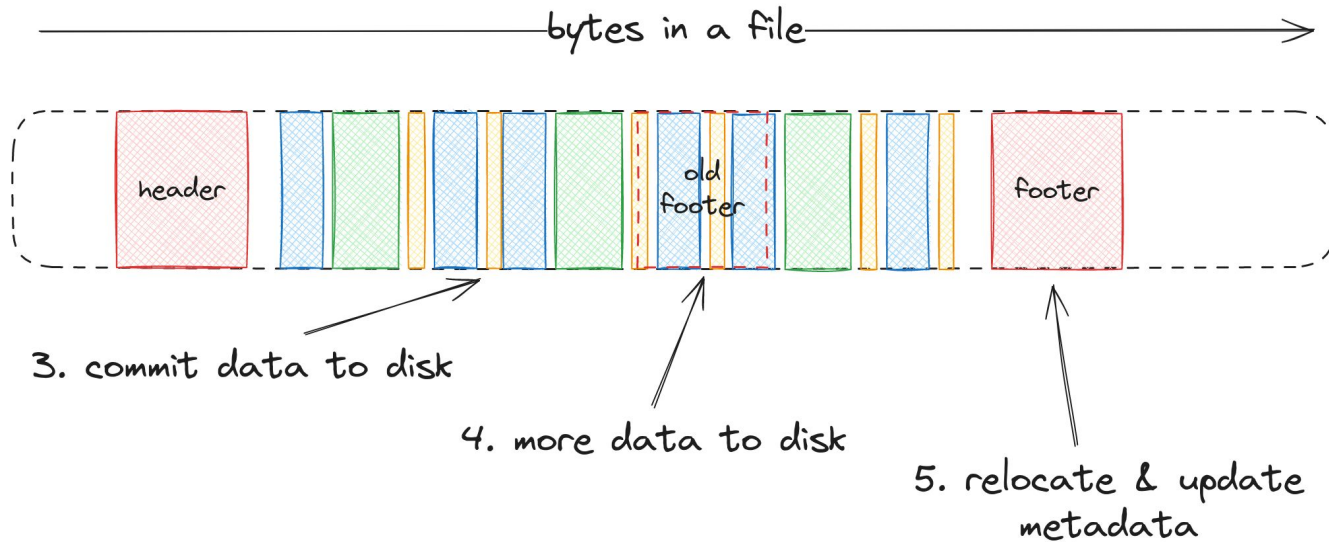 bytes in a file
header
old
footer
footer
3. commit data to disk
4. more data to disk
5. relocate & update
metadata